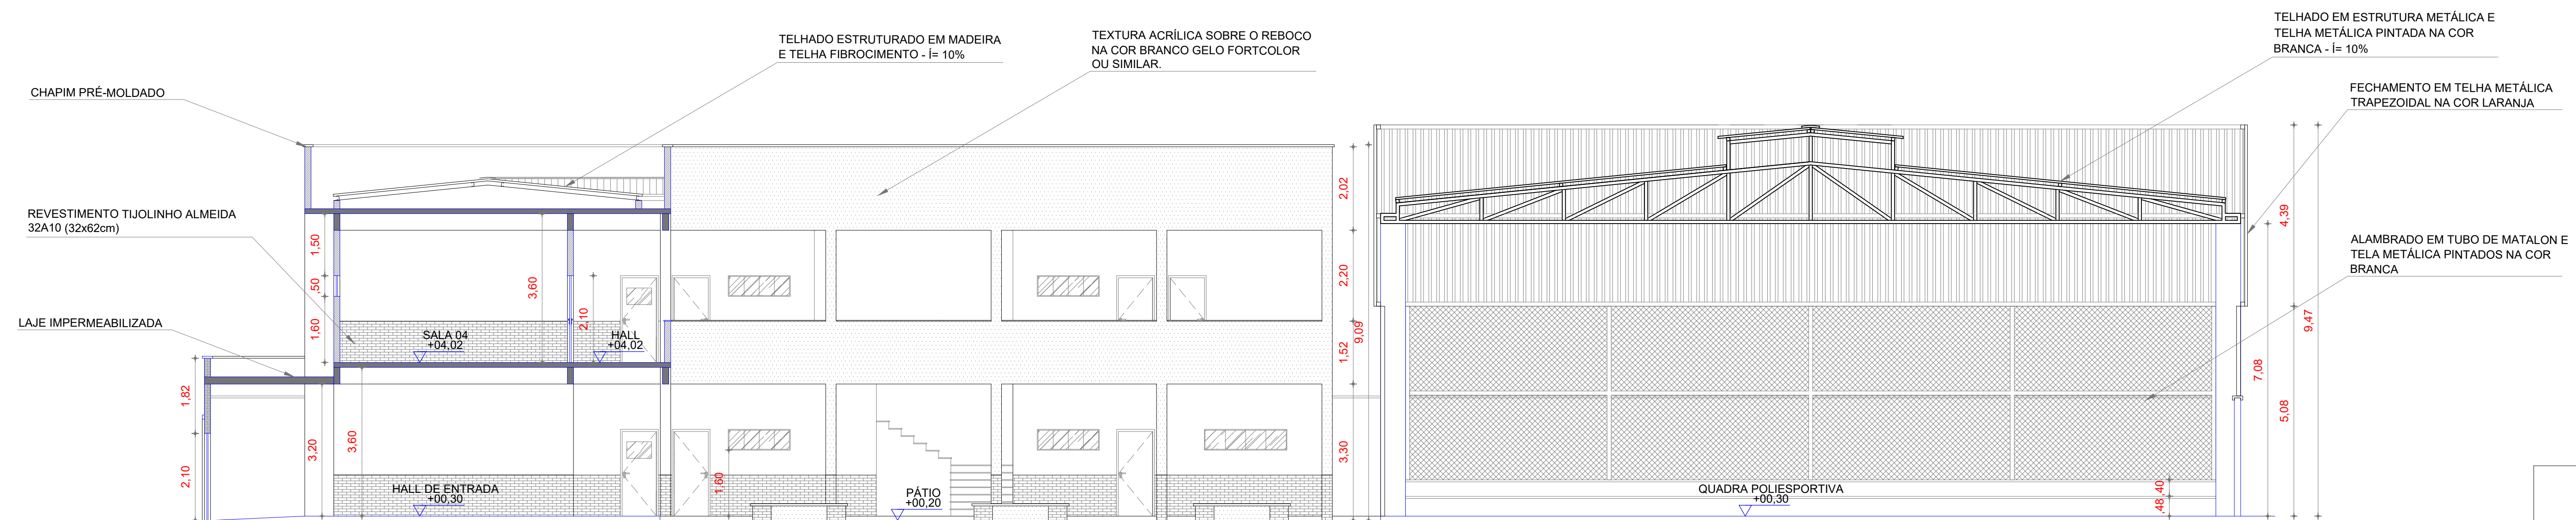 TELHADO ESTRUTURADO EM MADEIRA
E TELHA FIBROCIMENTO - Í= 10%
TEXTURA ACRÍLICA SOBRE O REBOCO
NA COR BRANCO GELO FORTCOLOR
OU SIMILAR.
TELHADO EM ESTRUTURA METÁLICA E
TELHA METÁLICA PINTADA NA COR
BRANCA - Í= 10%
CHAPIM PRÉ-MOLDADO
FECHAMENTO EM TELHA METÁLICA
TRAPEZOIDAL NA COR LARANJA
REVESTIMENTO TIJOLINHO ALMEIDA
32A10 (32x62cm)
ALAMBRADO EM TUBO DE MATALON E
TELA METÁLICA PINTADOS NA COR
BRANCA
LAJE IMPERMEABILIZADA
1,50
,50
1,60
3,60
2,10
SALA 04
+04,02
HALL
+04,02
1,82
2,10
3,20
3,60
HALL DE ENTRADA
+00,30
1,60
PÁTIO
+00,20
2,02
2,20
1,52
9,09
3,30
QUADRA POLIESPORTIVA
+00,30
,40
,48
7,08
4,39
5,08
9,47